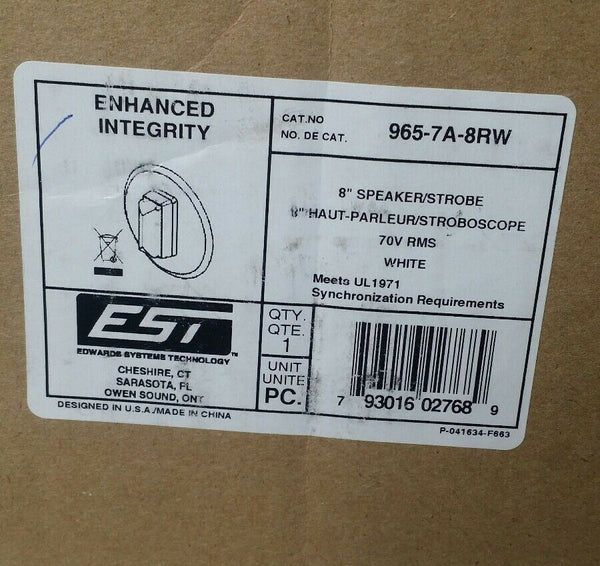 ENHANCED
INTEGRITY
CAT.NO
NO. DE CAT.
965-7A-8RW
8" SPEAKER/STROBE
8" HAUT-PARLEUR/STROBOSCOPE
70V RMS
WHITE
Meets UL1971
Synchronization Requirements
EST
EDWARDS SYSTEMS TECHNOLOGY™
CHESHIRE, CT
SARASOTA, FL
OWEN SOUND, ONT
DESIGNED IN U.S.A./MADE IN CHINA
QTY.
QTE.
1
UNIT
UNITE
PC.
7 93016 02768 9
P-041634-F663